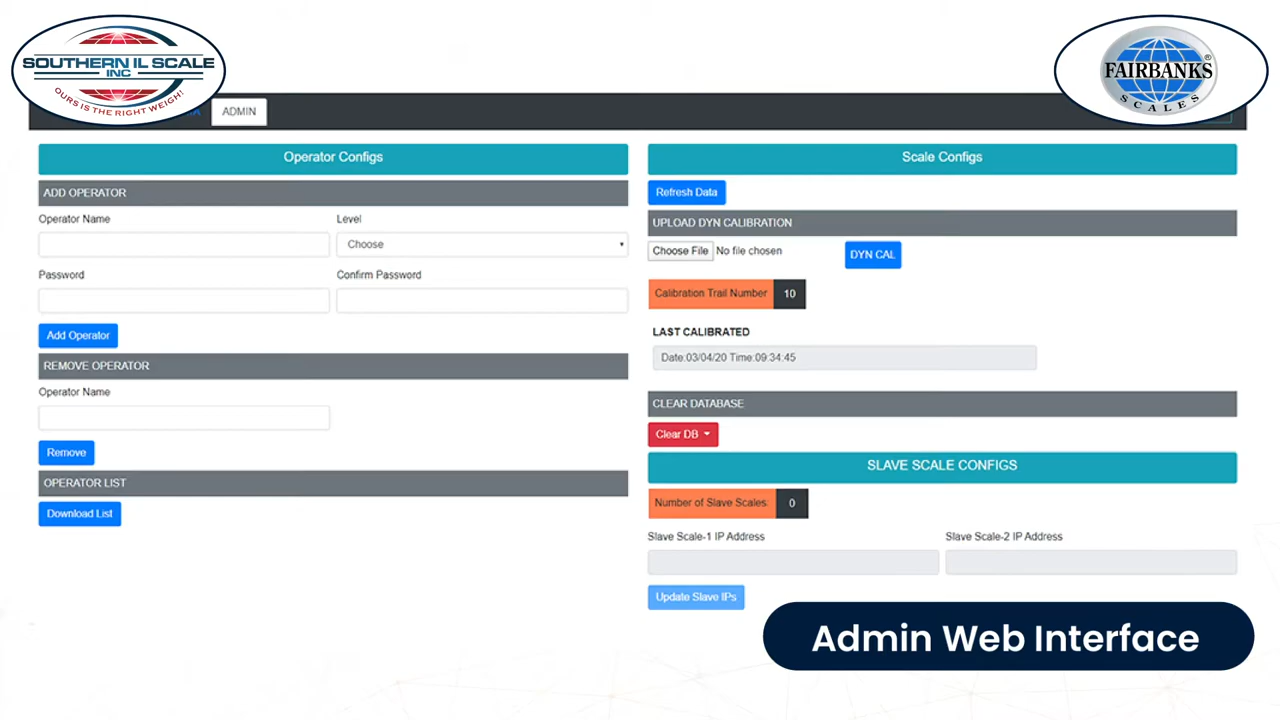 SOUTHERN IL SCALE
INC
OURS IS THE RIGHT WEIGH!
FAIRBANKS
®
SCALES
ADMIN
Operator Configs
ADD OPERATOR
Operator Name
Level
Choose
Password
Confirm Password
Add Operator
REMOVE OPERATOR
Operator Name
Remove
OPERATOR LIST
Download List
Scale Configs
Refresh Data
UPLOAD DYN CALIBRATION
Choose File No file chosen
DYN CAL
Calibration Trail Number 10
LAST CALIBRATED
Date:03/04/20 Time:09:34:45
CLEAR DATABASE
Clear DB
SLAVE SCALE CONFIGS
Number of Slave Scales: 0
Slave Scale-1 IP Address
Slave Scale-2 IP Address
Update Slave IPs
Admin Web Interface